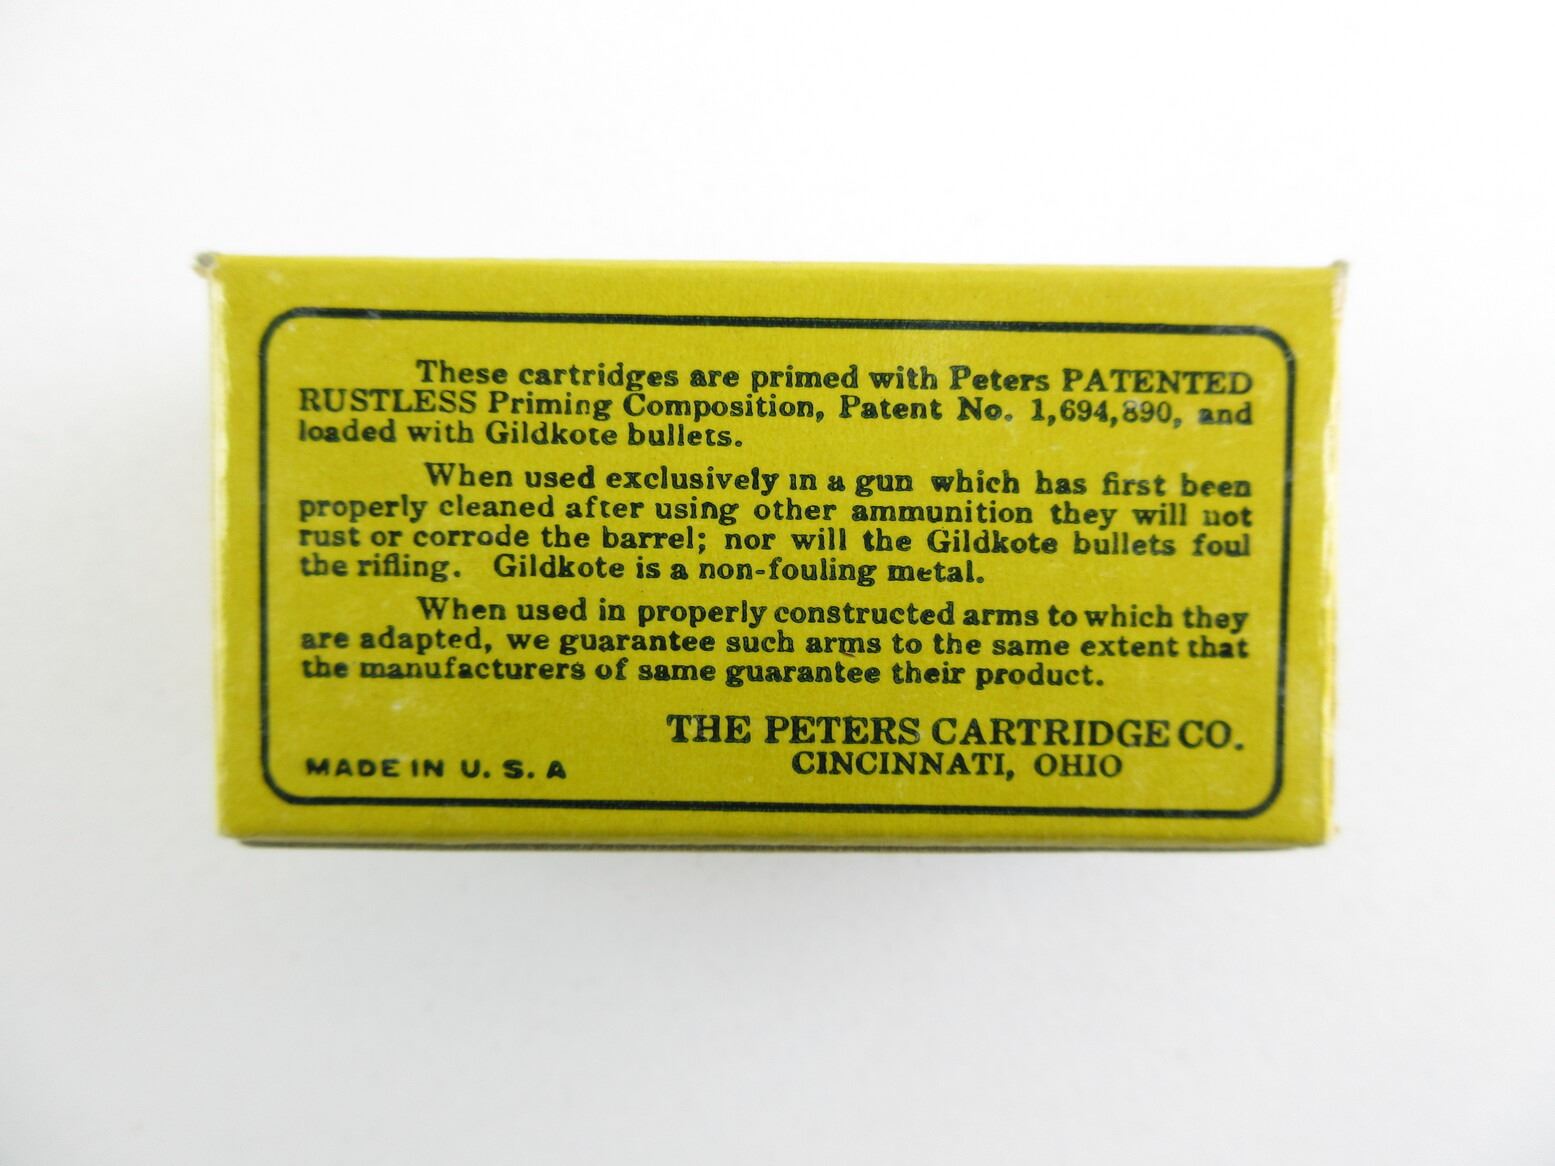 These cartridges are primed with Peters PATENTED
RUSTLESS Priming Composition, Patent No. 1,694,890, and
loaded with Gildkote bullets.
When used exclusively in a gun which has first been
properly cleaned after using other ammunition they will not
rust or corrode the barrel; nor will the Gildkote bullets foul
the rifling. Gildkote is a non-fouling metal.
When used in properly constructed arms to which they
are adapted, we guarantee such arms to the same extent that
the manufacturers of same guarantee their product.
THE PETERS CARTRIDGE CO.
MADE IN U. S. A CINCINNATI, OHIO